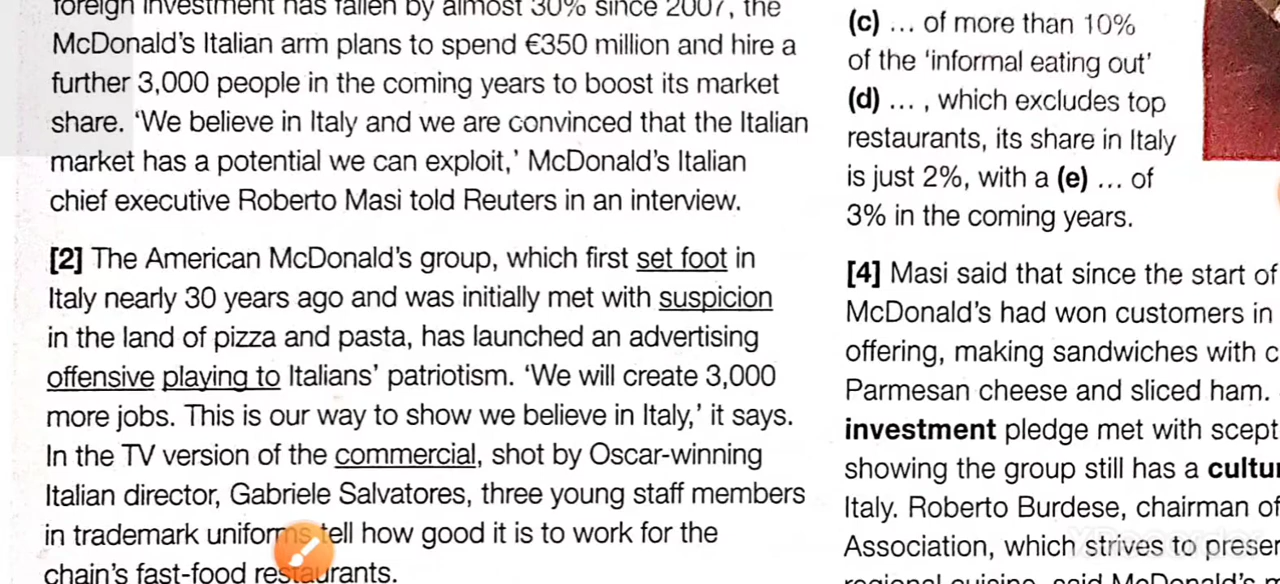 foreign investment has fallen by almost 30% since 2007, the
McDonald's Italian arm plans to spend €350 million and hire a
further 3,000 people in the coming years to boost its market
share. 'We believe in Italy and we are convinced that the Italian
market has a potential we can exploit,' McDonald's Italian
chief executive Roberto Masi told Reuters in an interview.
[2] The American McDonald's group, which first set foot in
Italy nearly 30 years ago and was initially met with suspicion
in the land of pizza and pasta, has launched an advertising
offensive playing to Italians' patriotism. 'We will create 3,000
more jobs. This is our way to show we believe in Italy,' it says.
In the TV version of the commercial, shot by Oscar-winning
Italian director, Gabriele Salvatores, three young staff members
in trademark uniforms tell how good it is to work for the
chain's fast-food restaurants.
(c) ... of more than 10%
of the 'informal eating out'
(d) ... , which excludes top
restaurants, its share in Italy
is just 2%, with a (e) ... of
3% in the coming years.
[4] Masi said that since the start of
McDonald's had won customers in
offering, making sandwiches with c
Parmesan cheese and sliced ham.
investment pledge met with scept
showing the group still has a cultu
Italy. Roberto Burdese, chairman of
Association, which strives to preser
regional cuisine, said McDonald's